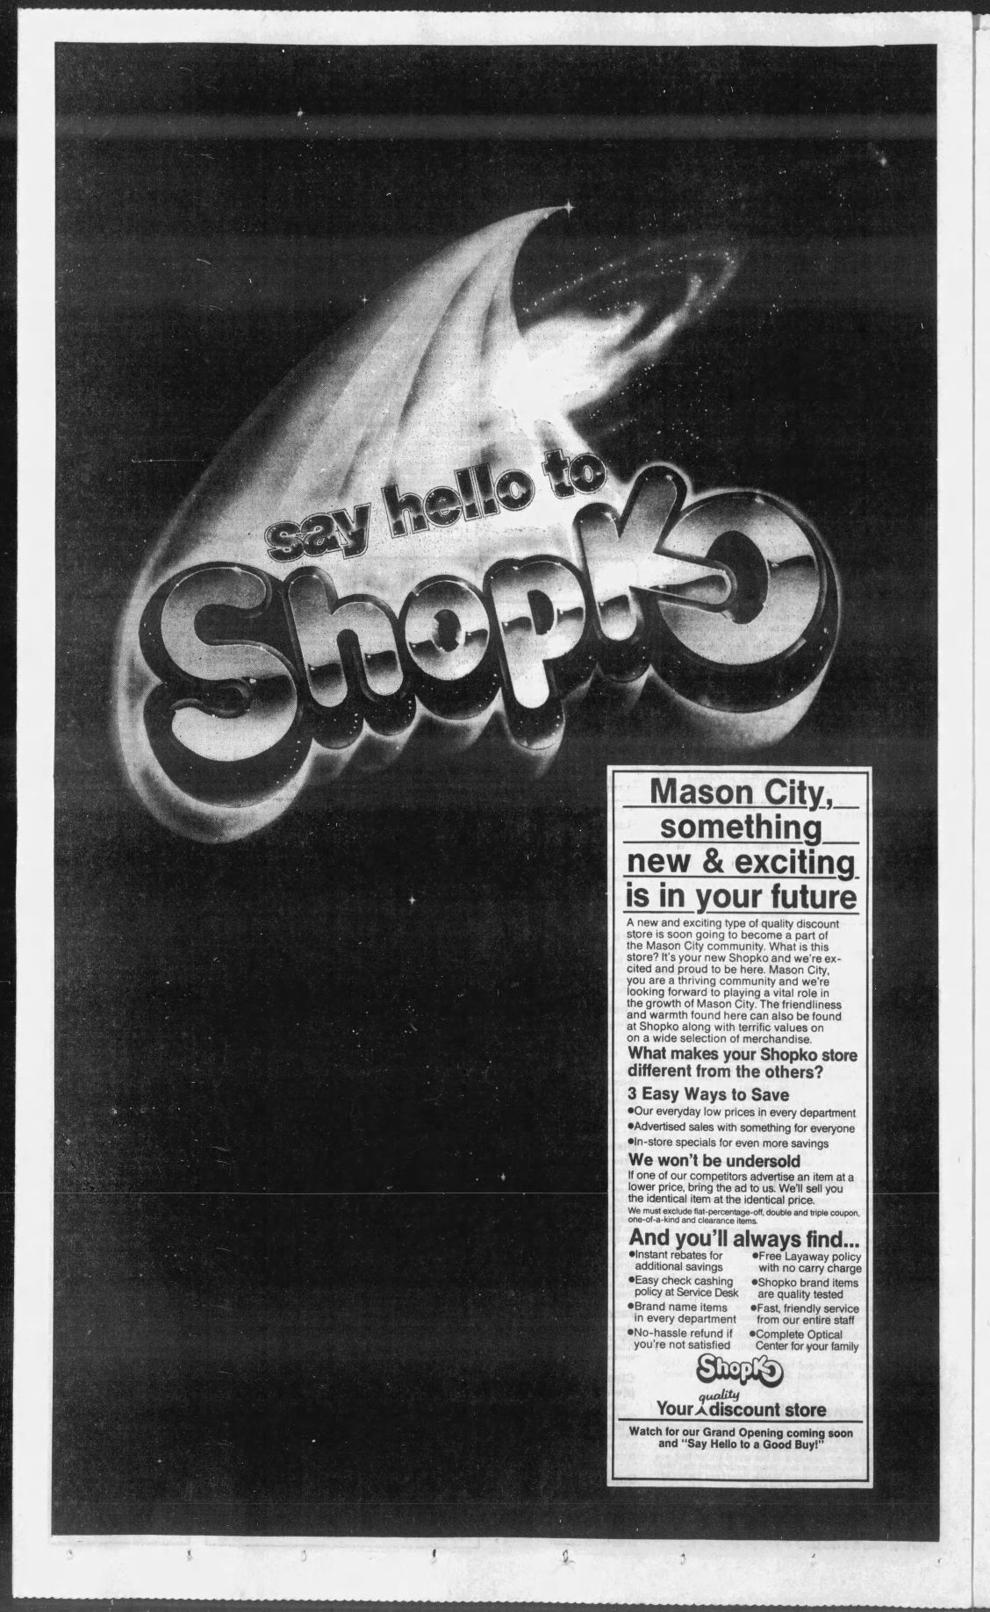 say hello to
Shopko
Mason City,
something
new & exciting
is in your future
A new and exciting type of quality discount
store is soon going to become a part of
the Mason City community. What is this
store? It's your new Shopko and we're ex-
cited and proud to be here. Mason City,
you are a thriving community and we're
looking forward to playing a vital role in
the growth of Mason City. The friendliness
and warmth found here can also be found
at Shopko along with terrific values on
on a wide selection of merchandise.
What makes your Shopko store
different from the others?
3 Easy Ways to Save
●Our everyday low prices in every department
●Advertised sales with something for everyone
●In-store specials for even more savings
We won't be undersold
If one of our competitors advertise an item at a
lower price, bring the ad to us. We'll sell you
the identical item at the identical price.
We must exclude flat-percentage-off, double and triple coupon,
one-of-a-kind and clearance items.
And you'll always find...
●Instant rebates for
additional savings
●Easy check cashing
policy at Service Desk
●Brand name items
in every department
●No-hassle refund if
you're not satisfied
●Free Layaway policy
with no carry charge
●Shopko brand items
are quality tested
●Fast, friendly service
from our entire staff
●Complete Optical
Center for your family
ShopKO
quality
Your discount store
Watch for our Grand Opening coming soon
and "Say Hello to a Good Buy!"